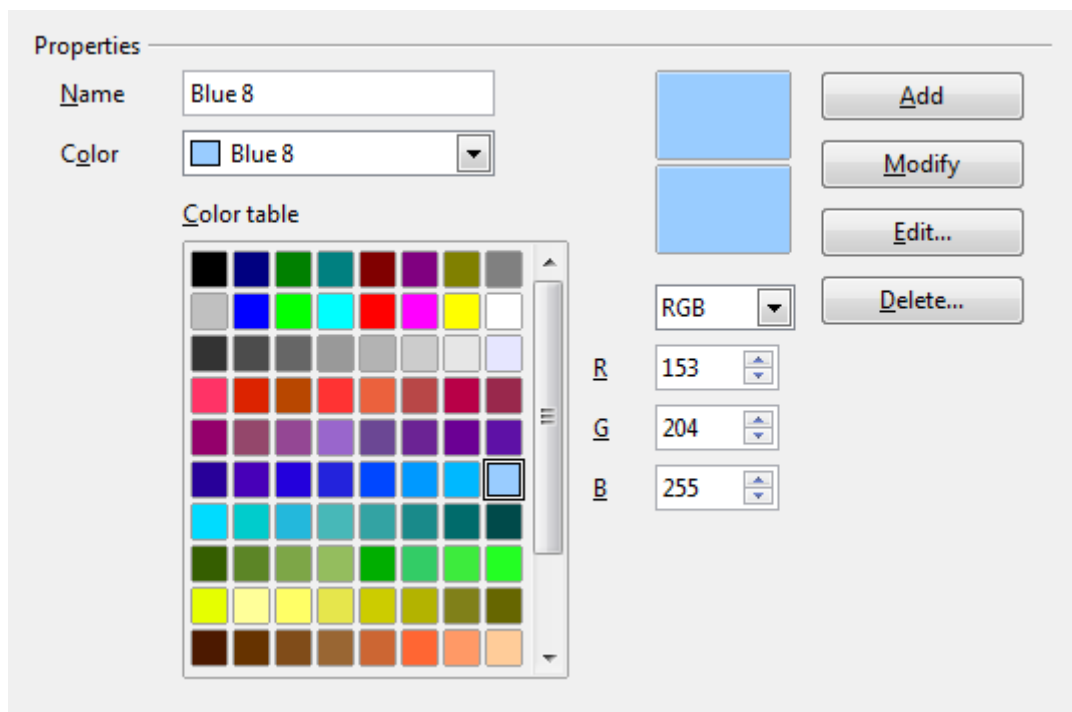 Properties
Name Blue 8
Color Blue 8
Color table
Add
Modify
Edit...
Delete...
RGB
R 153
G 204
B 255